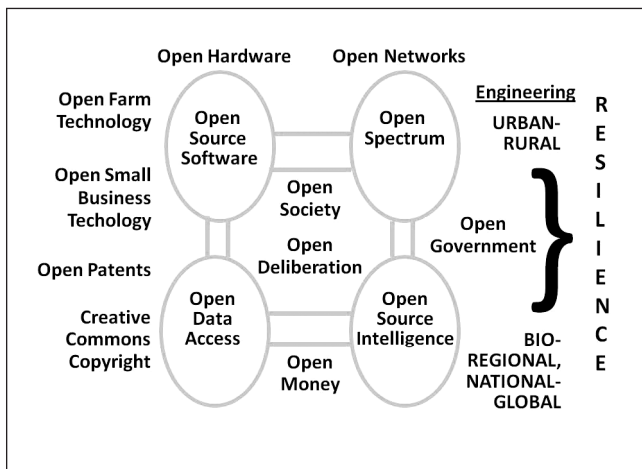 Open Hardware
Open Networks
Engineering
Open Farm
Technology
Open
Source
Software
Open
Spectrum
URBAN-
RURAL
Open Small
Business
Techology
Open
Society
Open
Deliberation
Open
Government
Open Patents
Creative
Commons
Copyright
Open
Data
Access
Open
Source
Intelligence
Open
Money
BIO-
REGIONAL,
NATIONAL-
GLOBAL
R
E
S
I
L
I
E
N
C
E